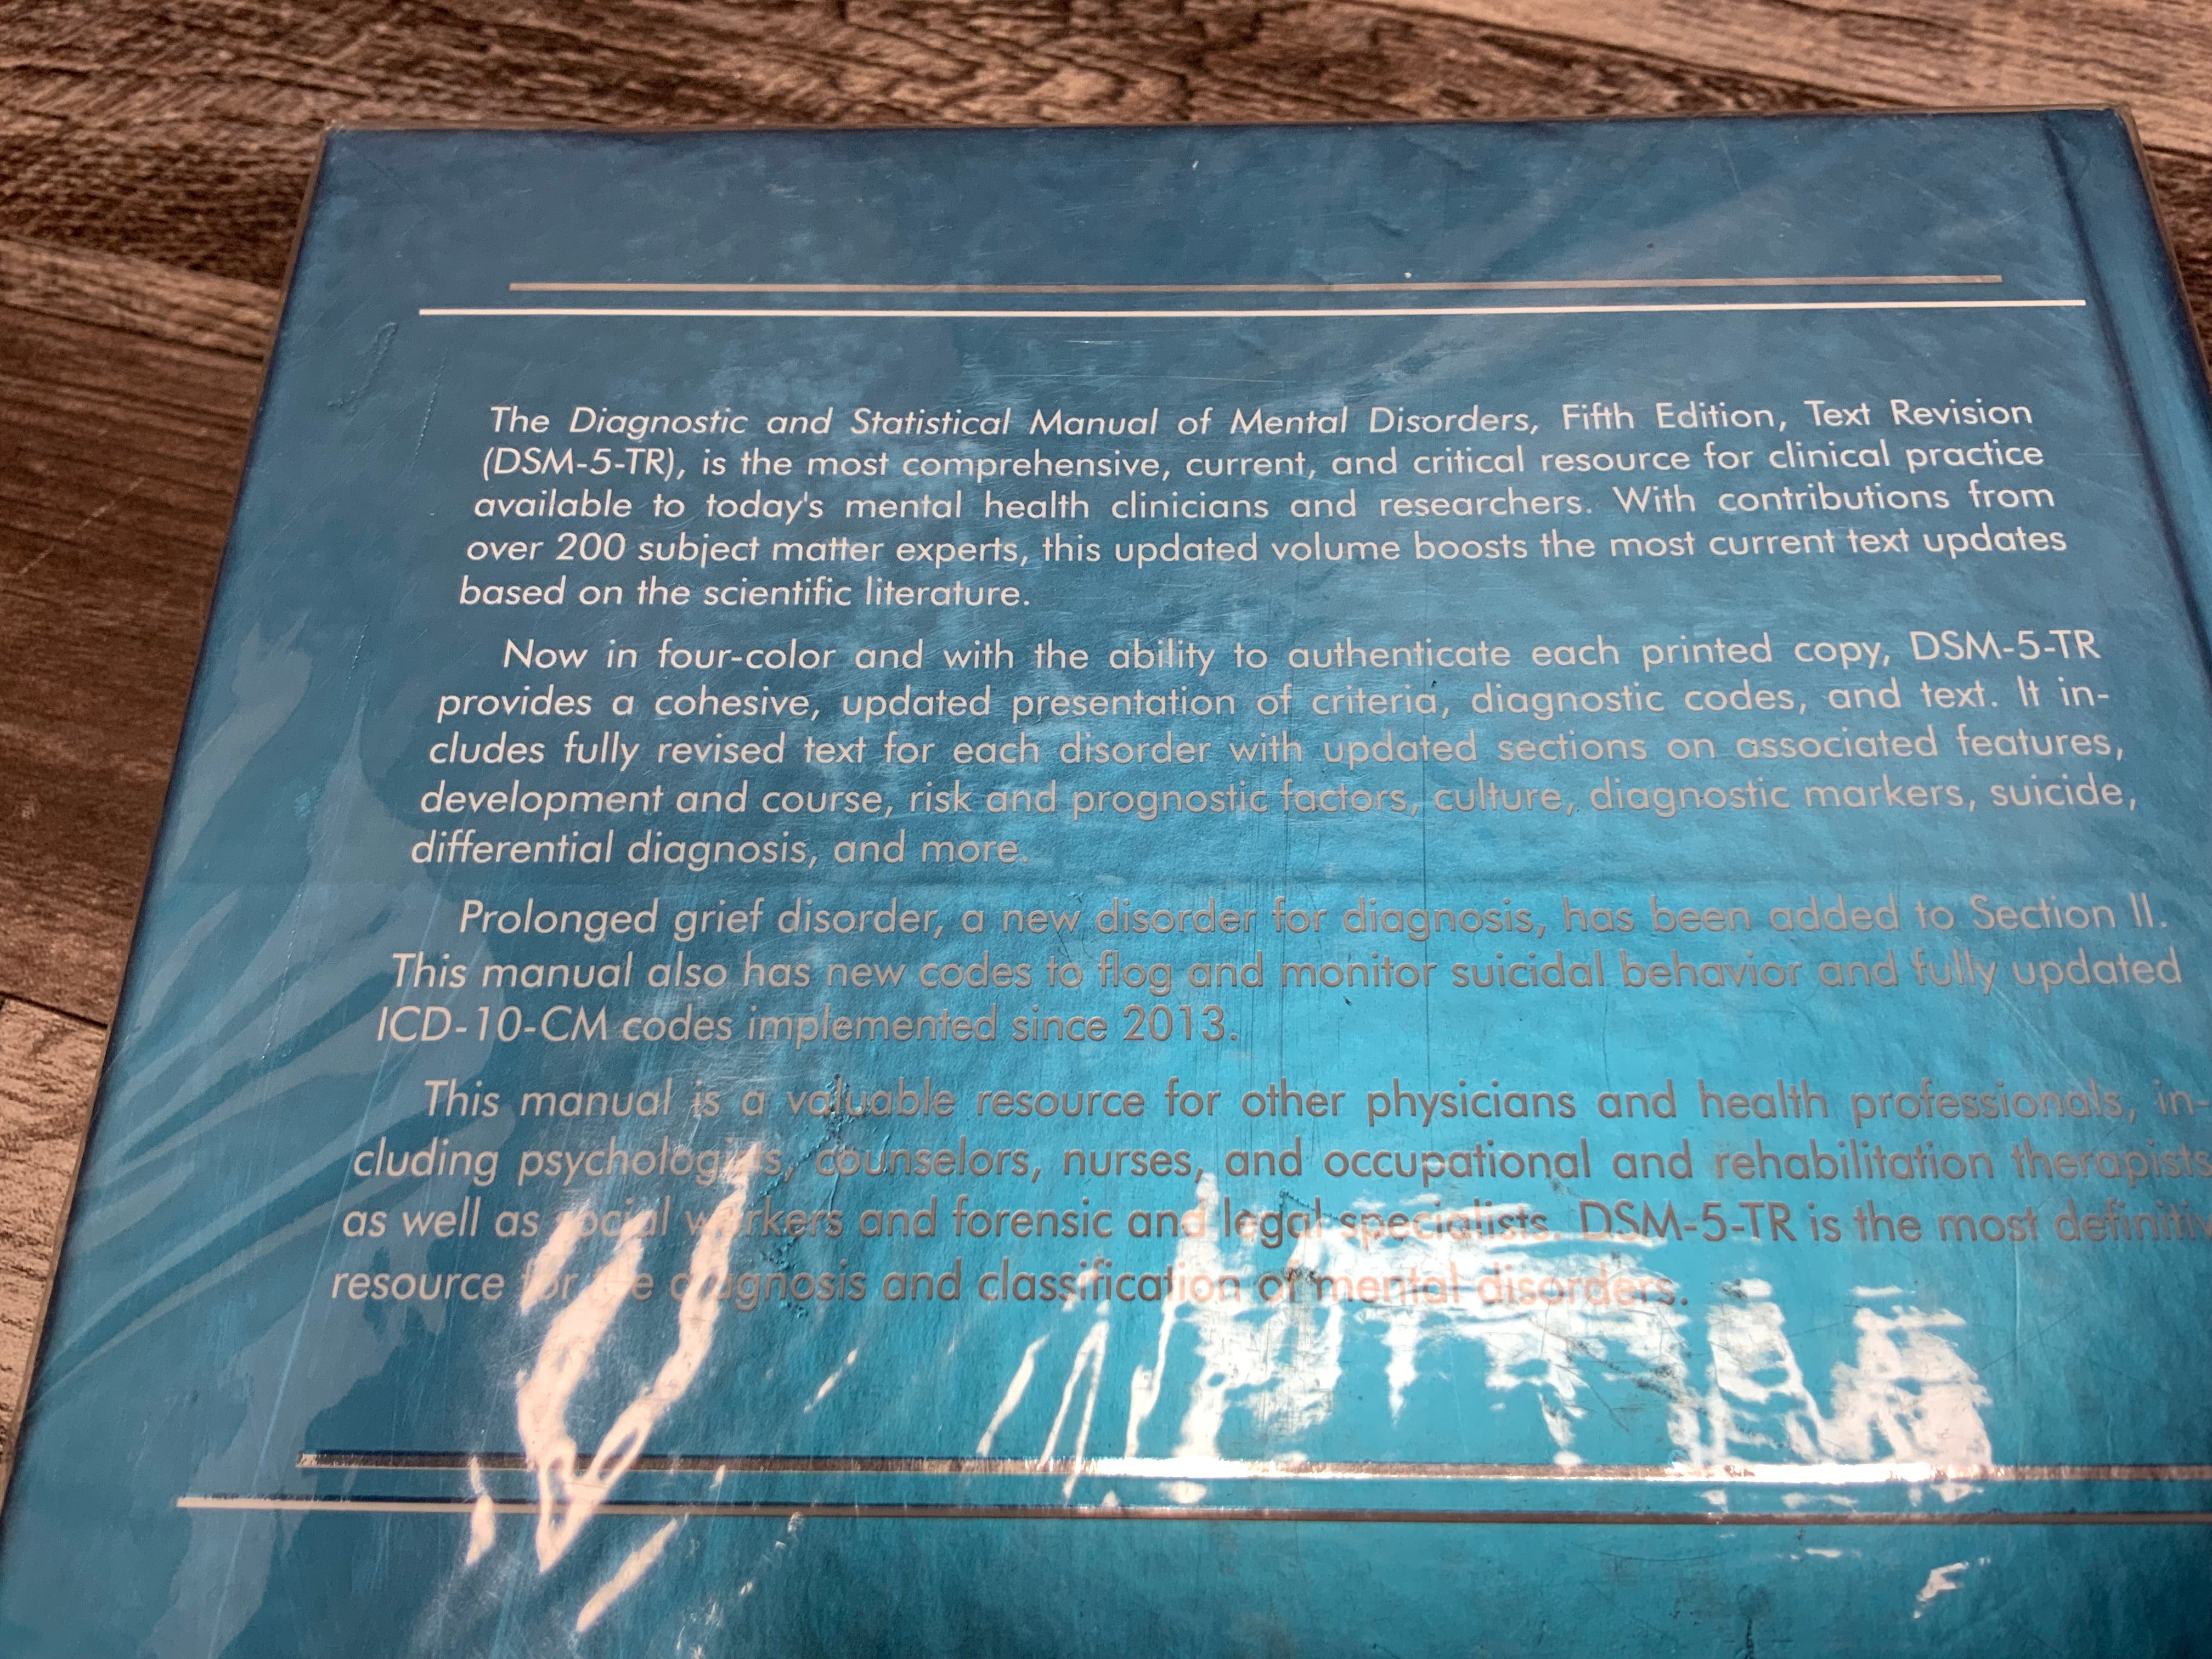 The Diagnostic and Statistical Manual of Mental Disorders, Fifth Edition, Text Revision
(DSM-5-TR), is the most comprehensive, current, and critical resource for clinical practice
available to today's mental health clinicians and researchers. With contributions from
over 200 subject matter experts, this updated volume boosts the most current text updates
based on the scientific literature.
Now in four-color and with the ability to authenticate each printed copy, DSM-5-TR
provides a cohesive, updated presentation of criteria, diagnostic codes, and text. It in-
cludes fully revised text for each disorder with updated sections on associated features,
development and course, risk and prognostic factors, culture, diagnostic markers, suicide,
differential diagnosis, and more.
Prolonged grief disorder, a new disorder for diagnosis, has been added to Section II.
This manual also has new codes to flog and monitor suicidal behavior and fully updated
ICD-10-CM codes implemented since 2013.
This manual is a valuable resource for other physicians and health professionals, in-
cluding psychologists, counselors, nurses, and occupational and rehabilitation therapists
as well as social workers and forensic and legal specialists. DSM-5-TR is the most definitiv
resource for the diagnosis and classification of mental disorders.